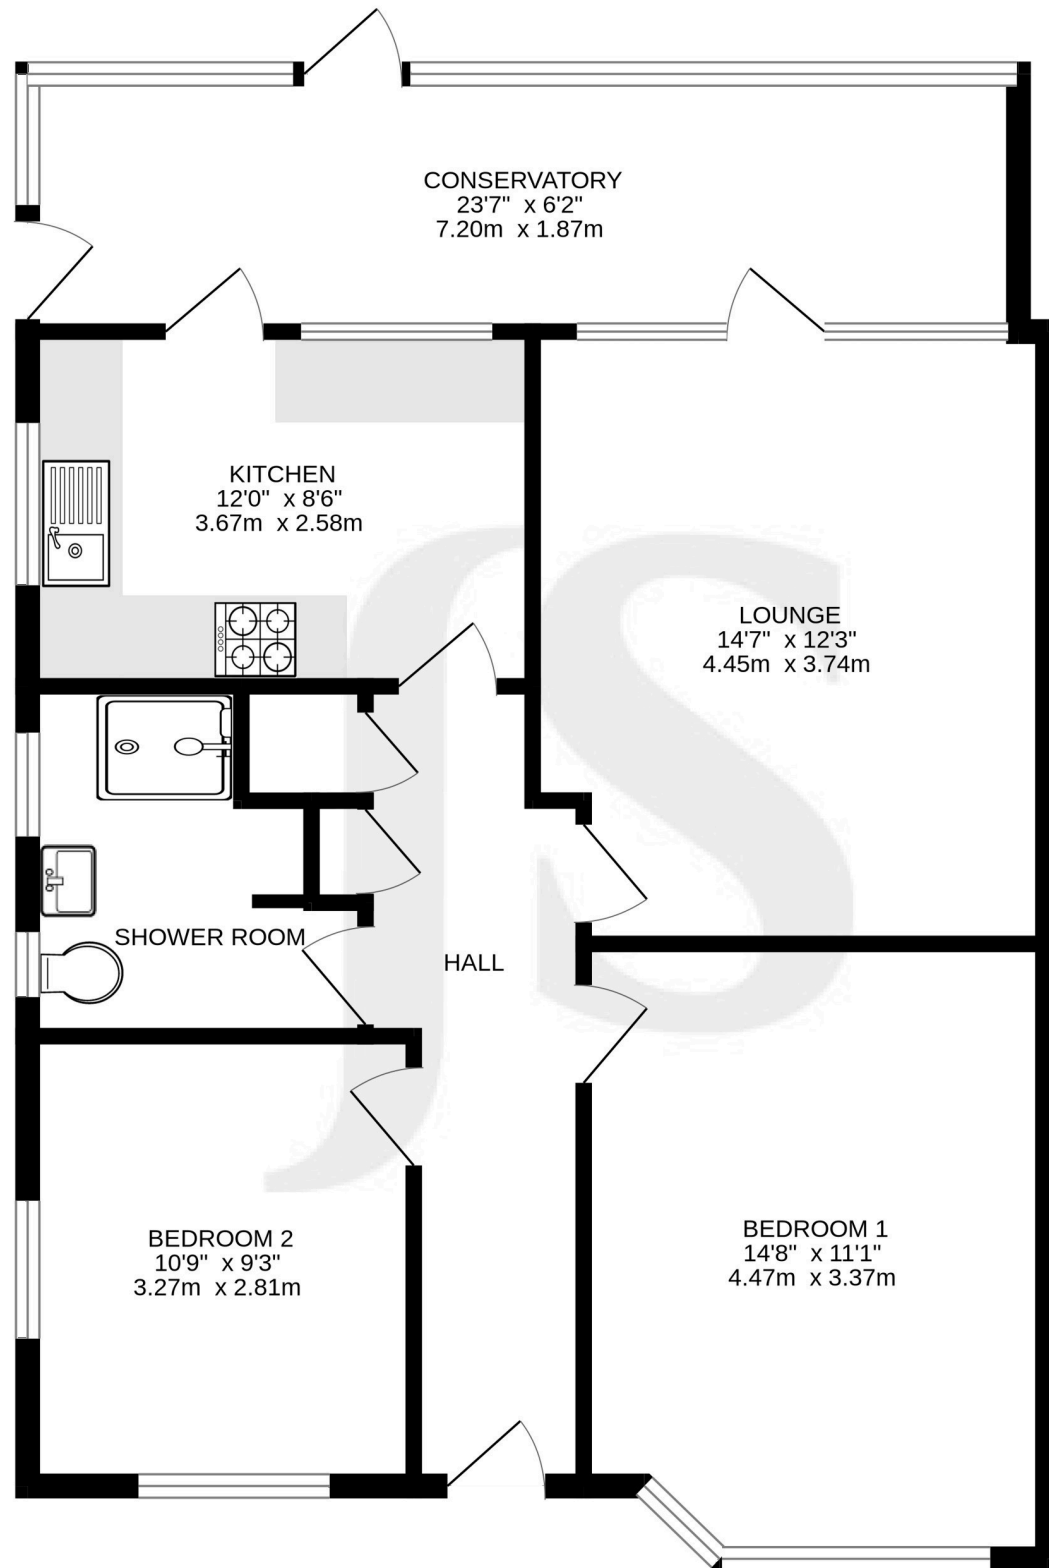 CONSERVATORY
23'7" x 6'2"
7.20m x 1.87m
KITCHEN
12'0" x 8'6"
3.67m x 2.58m
LOUNGE
14'7" x 12'3"
4.45m x 3.74m
SHOWER ROOM
HALL
BEDROOM 2
10'9" x 9'3"
3.27m x 2.81m
BEDROOM 1
14'8" x 11'1"
4.47m x 3.37m
JS